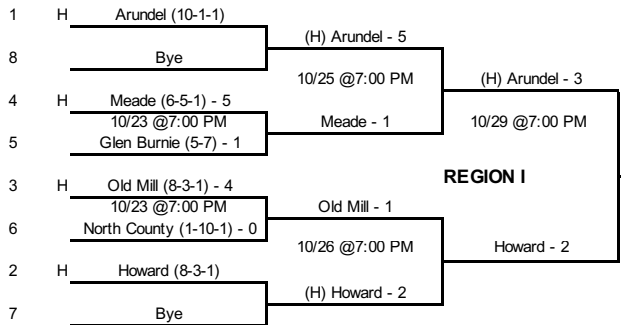 1 H Arundel (10-1-1)
(H) Arundel - 5
8 Bye
10/25 @7:00 PM
(H) Arundel - 3
4 H Meade (6-5-1) - 5
10/23 @7:00 PM
Meade - 1
10/29 @7:00 PM
5 Glen Burnie (5-7) - 1
REGION I
3 H Old Mill (8-3-1) - 4
10/23 @7:00 PM
Old Mill - 1
6 North County (1-10-1) - 0
10/26 @7:00 PM
Howard - 2
2 H Howard (8-3-1)
(H) Howard - 2
7 Bye